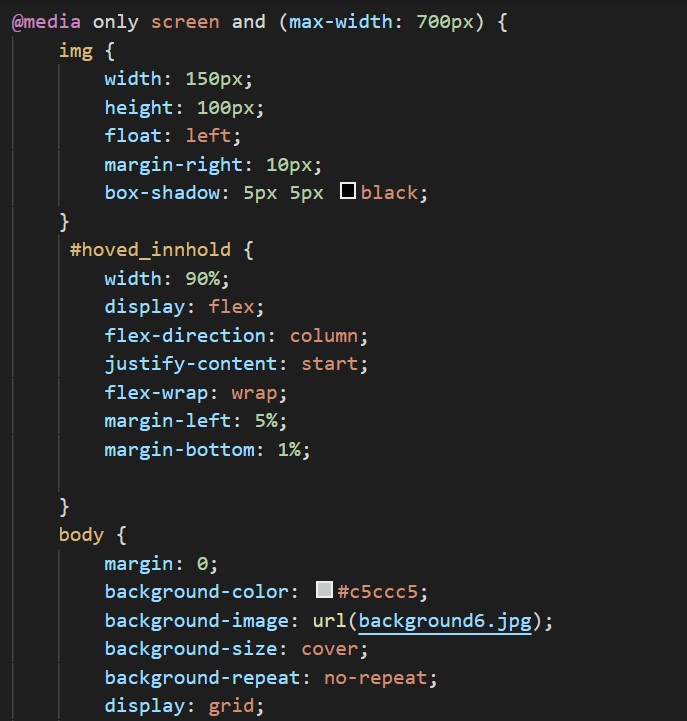 @media only screen and (max-width: 700px) {
img {
width: 150px;
height: 100px;
float: left;
margin-right: 10px;
box-shadow: 5px 5px black;
}
#hoved_innhold {
width: 90%;
display: flex;
flex-direction: column;
justify-content: start;
flex-wrap: wrap;
margin-left: 5%;
margin-bottom: 1%;
}
body {
margin: 0;
background-color: #c5ccc5;
background-image: url(background6.jpg);
background-size: cover;
background-repeat: no-repeat;
display: grid;